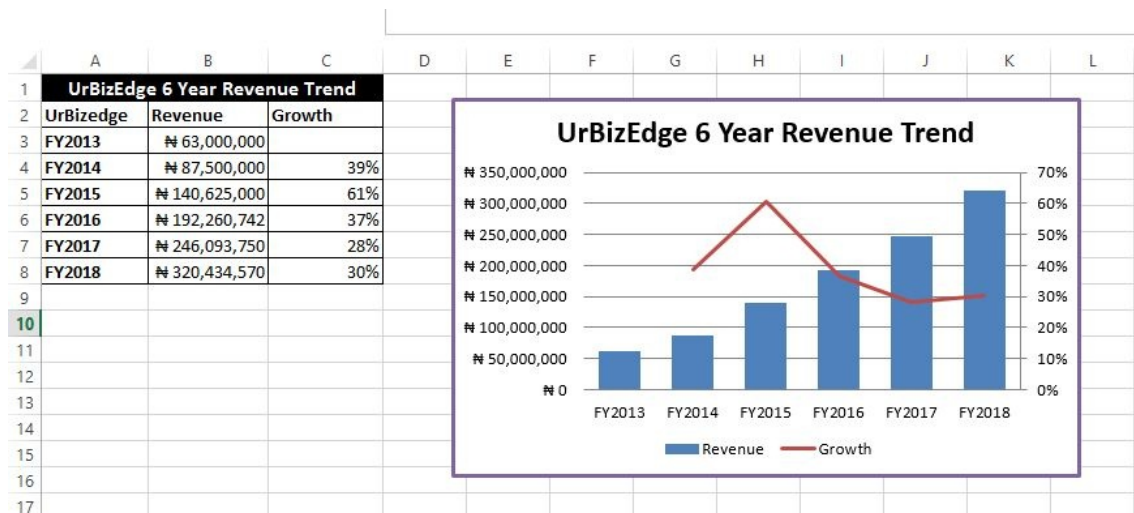 A B C D E F G H I J K L
1 UrBizEdge 6 Year Revenue Trend
2 UrBizedge Revenue Growth
3 FY2013 ₦ 63,000,000
4 FY2014 ₦ 87,500,000 39%
5 FY2015 ₦ 140,625,000 61%
6 FY2016 ₦ 192,260,742 37%
7 FY2017 ₦ 246,093,750 28%
8 FY2018 ₦ 320,434,570 30%
9
10
11
12
13
14
15
16
17
UrBizEdge 6 Year Revenue Trend
₦ 350,000,000 70%
₦ 300,000,000 60%
₦ 250,000,000 50%
₦ 200,000,000 40%
₦ 150,000,000 30%
₦ 100,000,000 20%
₦ 50,000,000 10%
₦ 0 0%
FY2013 FY2014 FY2015 FY2016 FY2017 FY2018
Revenue Growth